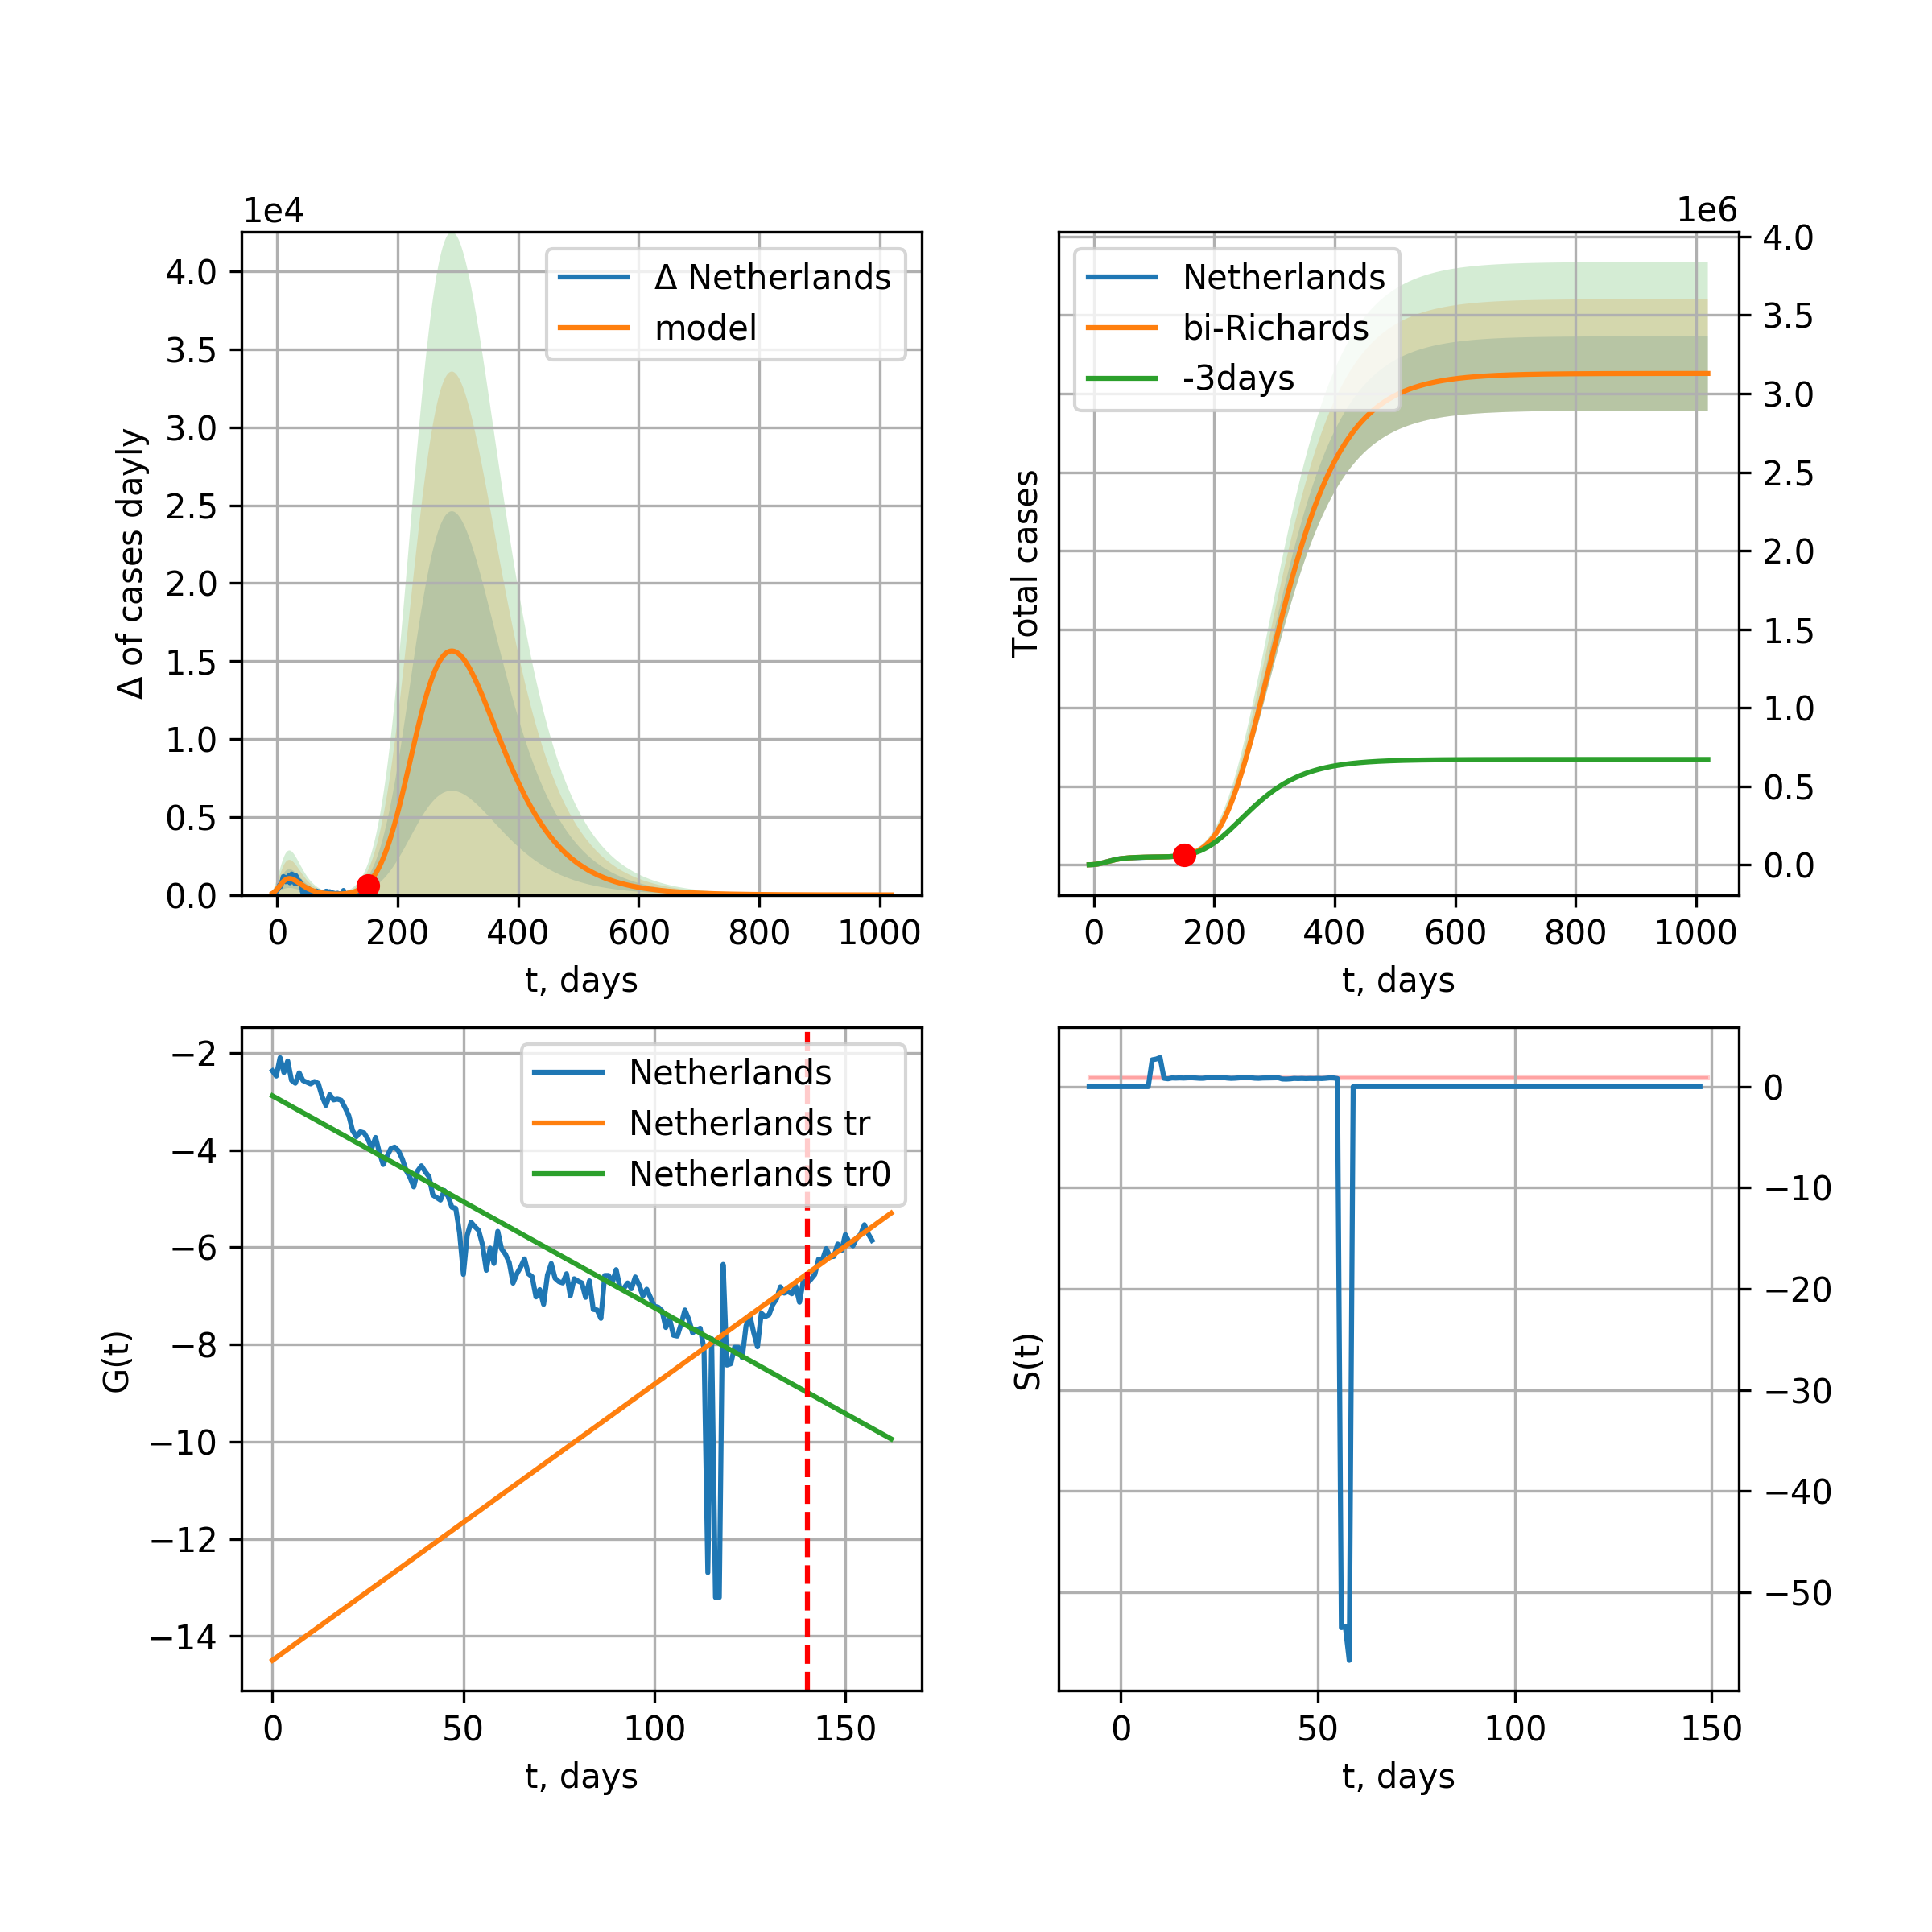 1e4
4.0
3.5
3.0
2.5
2.0
1.5
1.0
0.5
0.0
Δ of cases dayly
Δ Netherlands
model
0 200 400 600 800 1000
t, days
1e6
4.0
3.5
3.0
2.5
2.0
1.5
1.0
0.5
0.0
Total cases
Netherlands
bi-Richards
-3days
0 200 400 600 800 1000
t, days
−2
−4
−6
−8
−10
−12
−14
G(t)
Netherlands
Netherlands tr
Netherlands tr0
0 50 100 150
t, days
0
−10
−20
−30
−40
−50
S(t)
0 50 100 150
t, days